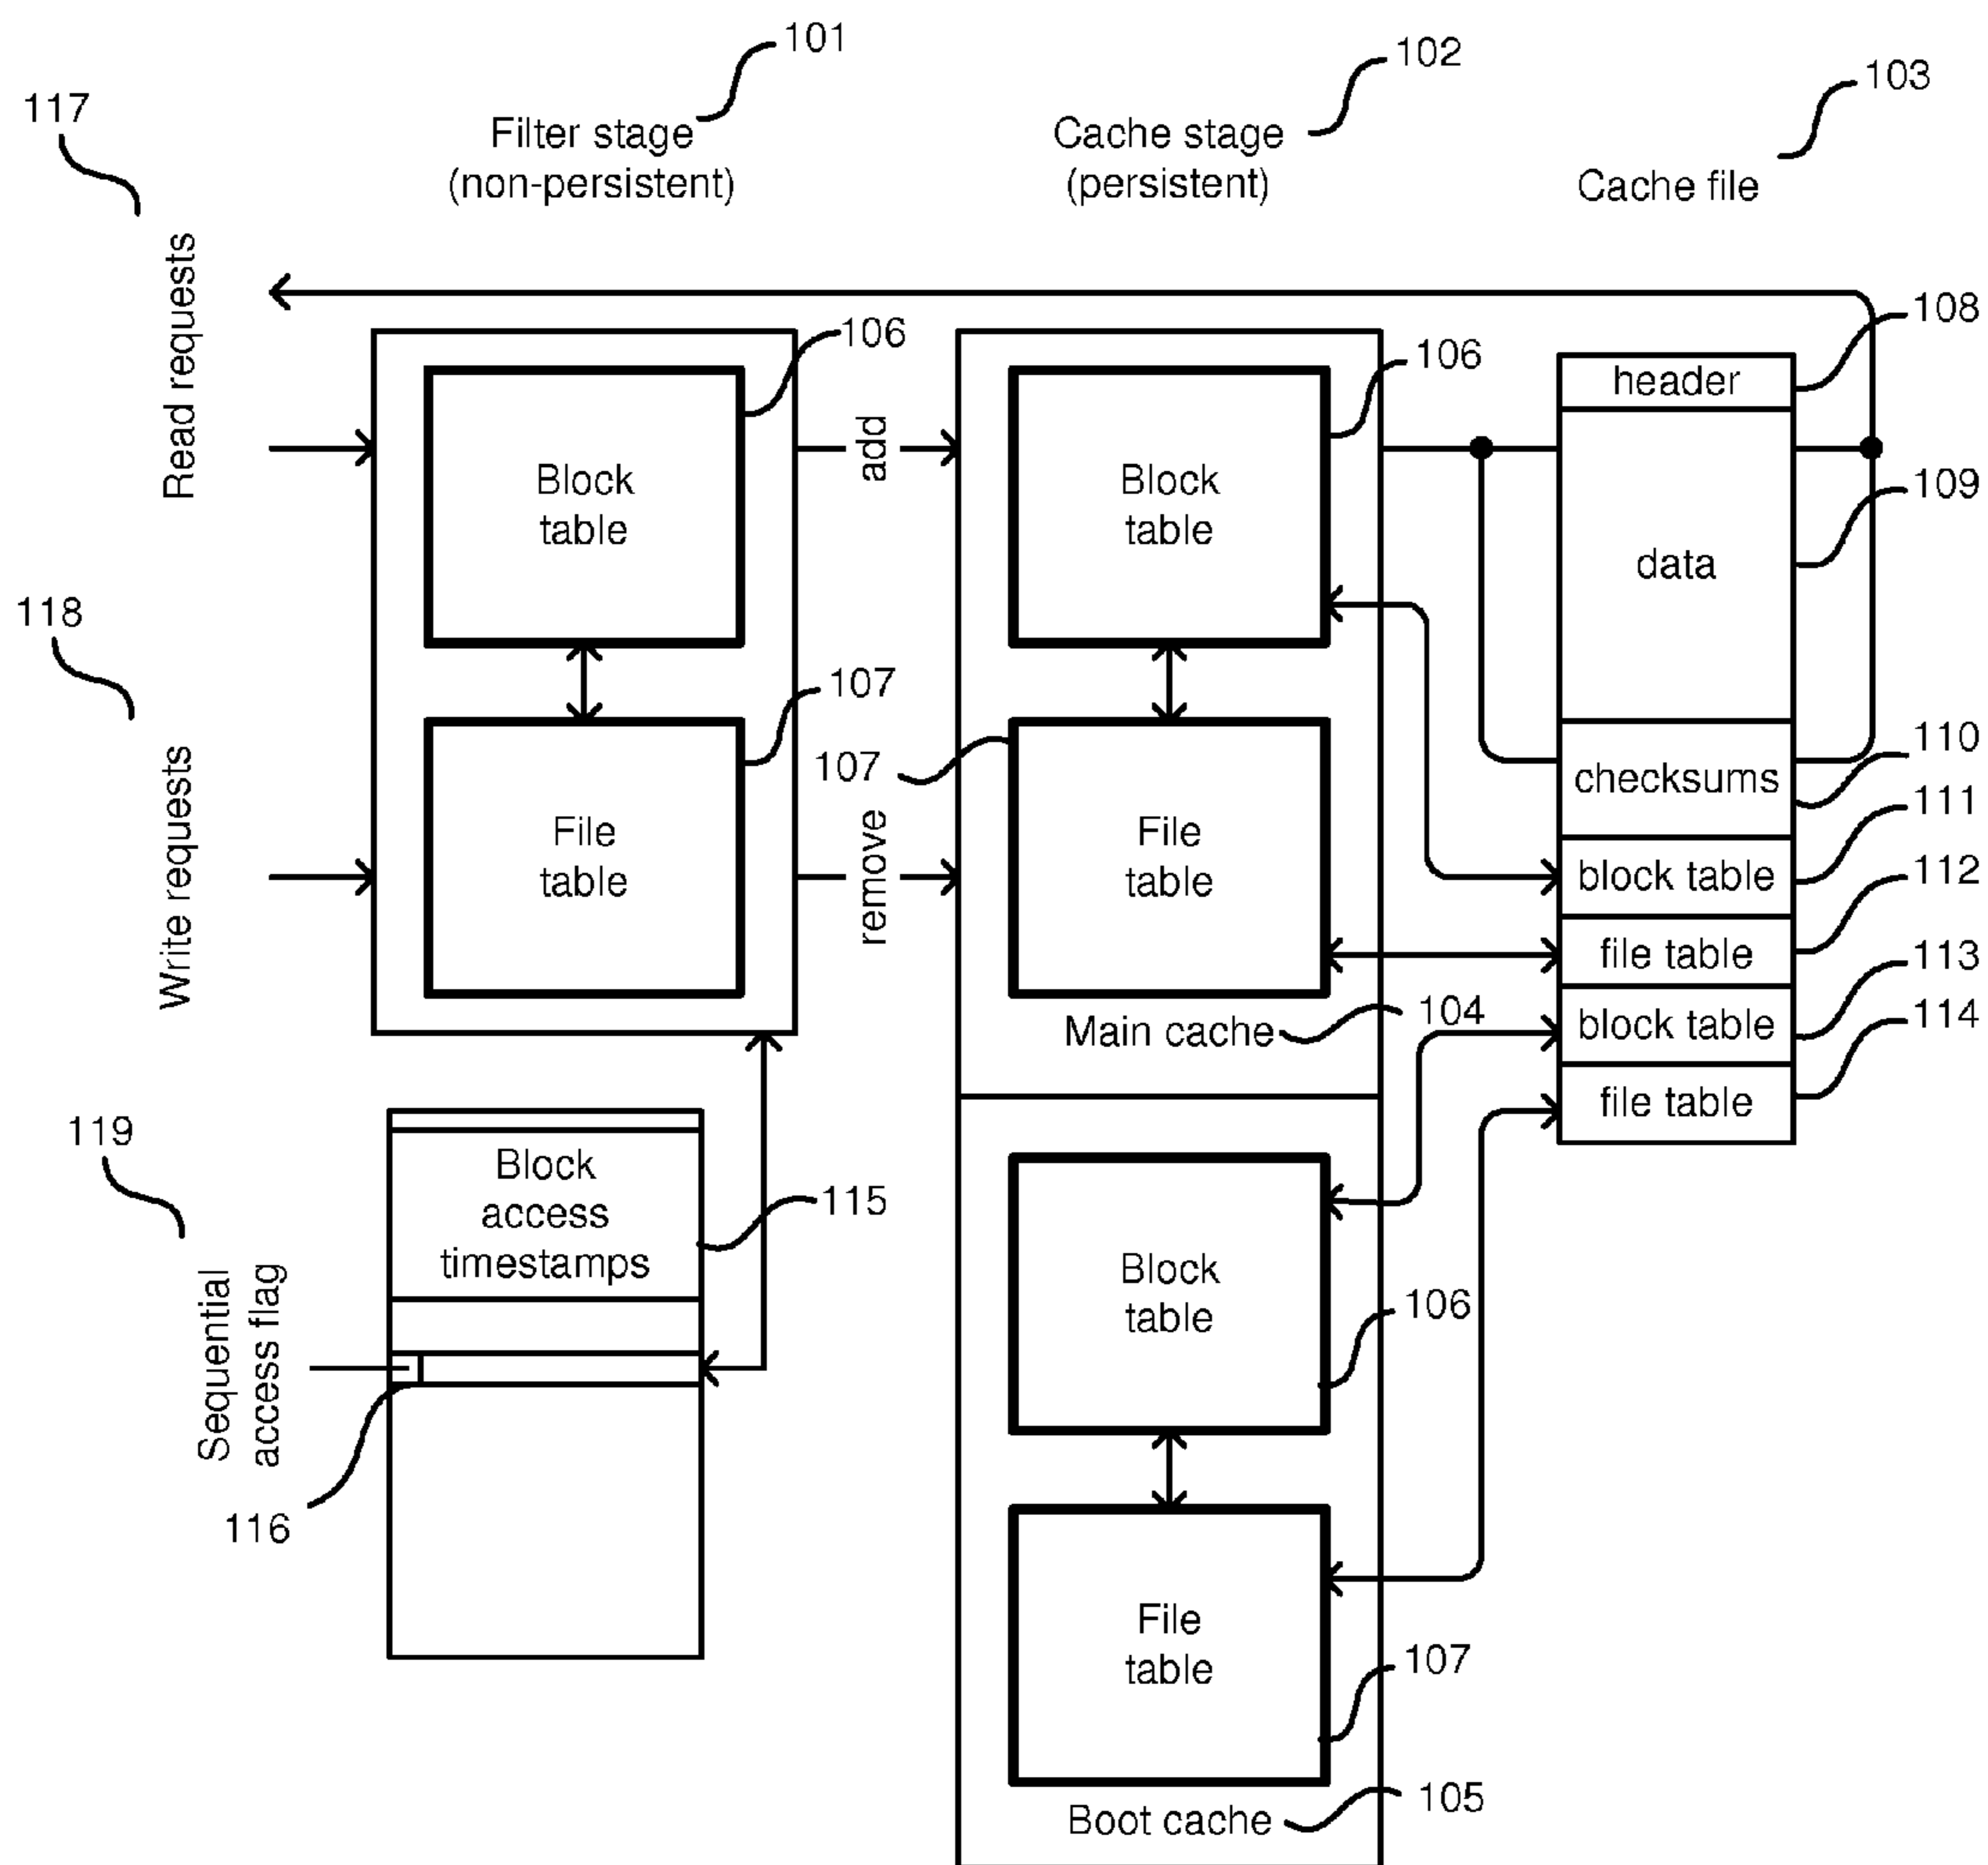 101
102
103
117
Filter stage
(non-persistent)
Cache stage
(persistent)
Cache file
Read requests
108
106
106
header
add
Block
table
Block
table
109
data
118
107
107
110
checksums
111
Write requests
File
table
remove
File
table
block table
112
file table
113
Main cache
104
block table
114
file table
119
Block
access
timestamps
115
Sequential
access flag
Block
table
106
116
File
table
107
Boot cache
105